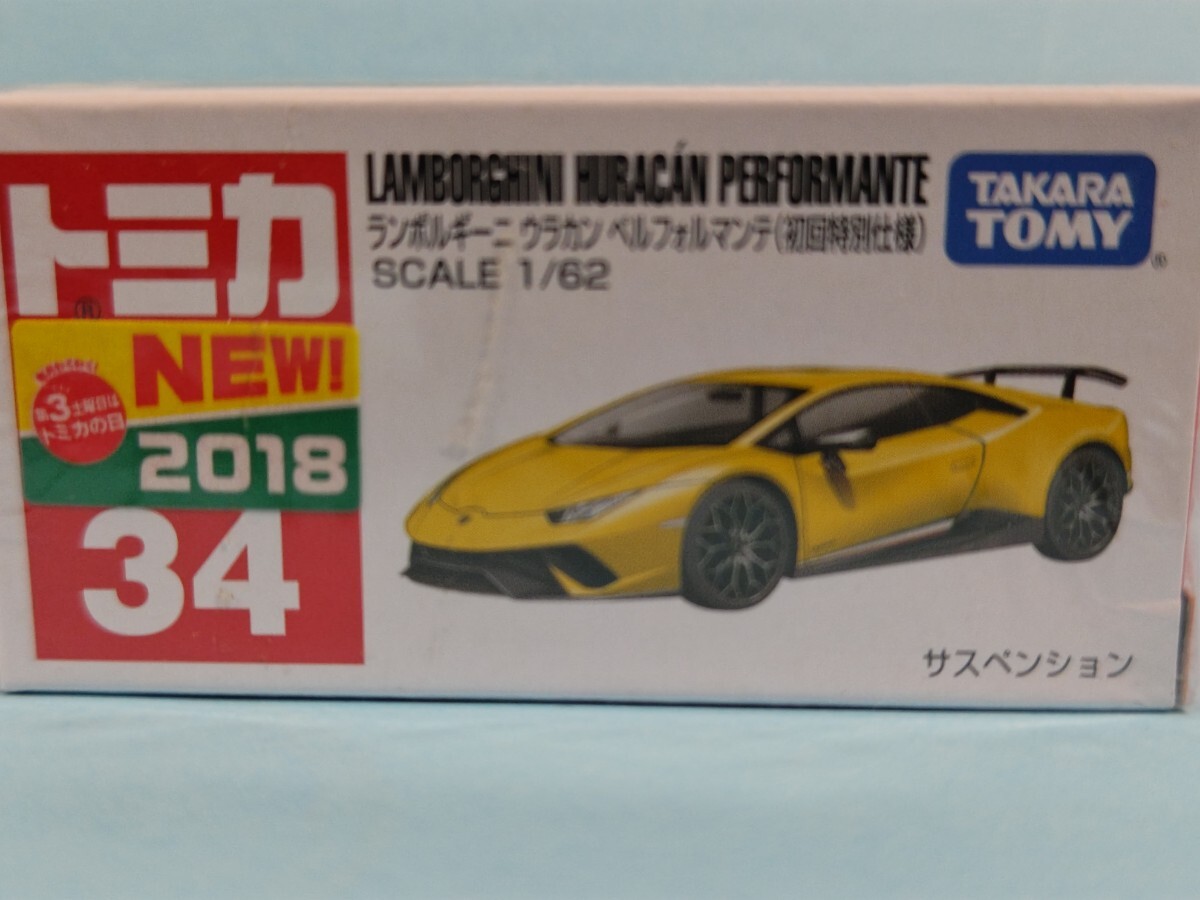 トミカ
®
NEW!
第3土曜日は
トミカの日
2018
34
LAMBORGHINI HURACÁN PERFORMANTE
ランボルギーニ ウラカン ペルフォルマンテ(初回特別仕様)
SCALE 1/62
TAKARA
TOMY
®
サスペンション